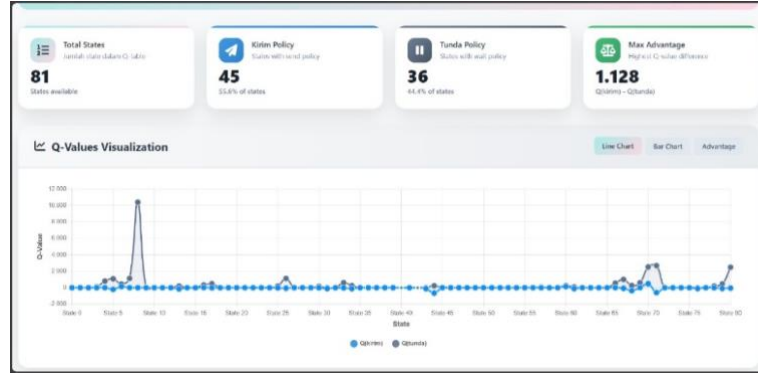 Total States
Jumlah state dalam Q-table
81
States available
Kirim Policy
States with send policy
45
55.6% of states
Tunda Policy
States with wait policy
36
44.4% of states
Max Advantage
Highest Q-value difference
1.128
Q(kirim) - Q(tunda)
Q-Values Visualization
Line Chart
Bar Chart
Advantage
12.000
10.000
8.000
6.000
4.000
2.000
0
-2.000
Q-Value
State 0
State 5
State 10
State 15
State 20
State 25
State 30
State 35
State 40
State 45
State 50
State 55
State 60
State 65
State 70
State 75
State 80
State
Q(kirim)
Q(tunda)